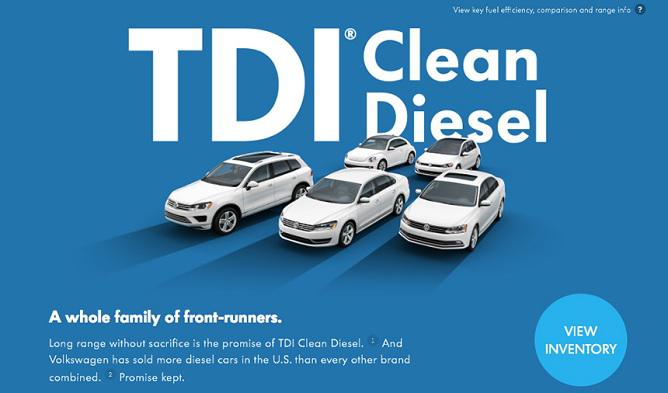 View key fuel efficiency, comparison and range info ?
TDI® Clean
Diesel
A whole family of front-runners.
Long range without sacrifice is the promise of TDI Clean Diesel. 1 And
Volkswagen has sold more diesel cars in the U.S. than every other brand
combined. 2 Promise kept.
VIEW
INVENTORY